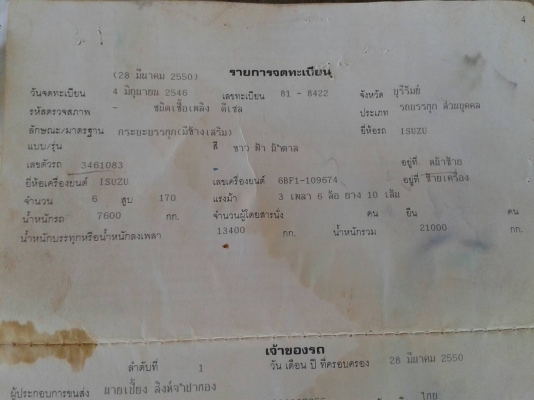 4
(28 มีนาคม 2550) รายการจดทะเบียน
วันจดทะเบียน 4 มิถุนายม 2546 เลขทะเบียน 81 - 8422 จังหวัด บุรีรัมย์
รหัสตรวจสภาพ - ชนิดเชื้อเพลิง ดีเซล ประเภท รถบรรทุก ส่วนบุคคล
ลักษณะ/มาตรฐาน กระบะบรรทุก(มีข้างเสริม) ยี่ห้อรถ ISUZU
แบบ/รุ่น สี ขาว ฟ้า น้ำตาล
เลขตัวรถ 3461083 - อยู่ที่ คัสซีซ้าย
ยี่ห้อเครื่องยนต์ ISUZU เลขเครื่องยนต์ 6BF1-109674 อยู่ที่ ซ้ายเครื่อง
จำนวน 6 สูบ 170 แรงม้า 3 เพลา 6 ล้อ ยาง 10 เส้น
น้ำหนักรถ 7600 กก. จำนวนผู้โดยสารนั่ง คน ยืน คน
น้ำหนักบรรทุกหรือน้ำหนักลงเพลา 13400 กก. น้ำหนักรวม 21000 กก.
เจ้าของรถ
ลำดับที่ 1 วัน เดือน ปี ที่ครอบครอง 28 มีนาคม 2550
ผู้ประกอบการขนส่ง นายเชี้ยง ไทย